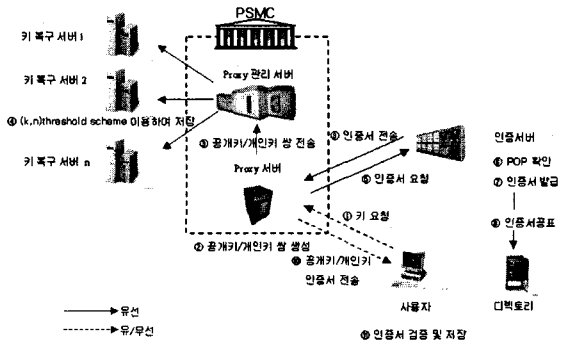 PSMC
키 복구 서버 1
Proxy 관리 서버
키 복구 서버 2
④ (k,n)threshold scheme 이용하여 저장
③ 공개키/개인키 쌍 전송
⑨ 인증서 전송
인증서버
키 복구 서버 n
Proxy 서버
⑤ 인증서 요청
⑥ POP 확인
⑦ 인증서 발급
① 키 요청
⑧ 인증서공표
② 공개키/개인키 쌍 생성
⑩ 공개키/개인키
인증서 전송
사용자
디렉토리
유선
유/무선
⑪ 인증서 검증 및 저장